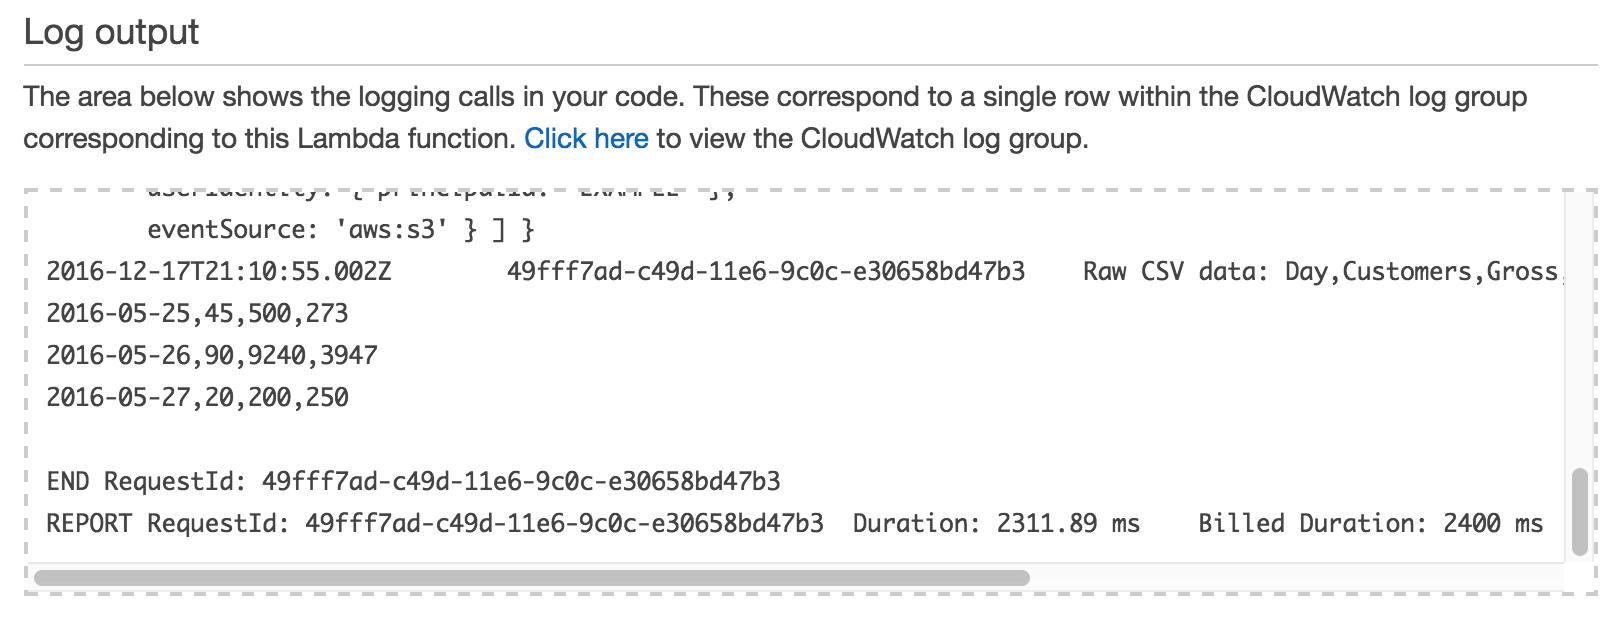 Log output
The area below shows the logging calls in your code. These correspond to a single row within the CloudWatch log group
corresponding to this Lambda function. Click here to view the CloudWatch log group.
userIdentity: { principalId: 'EXAMPLE' },
eventSource: 'aws:s3' } ] }
2016-12-17T21:10:55.002Z 49fff7ad-c49d-11e6-9c0c-e30658bd47b3 Raw CSV data: Day,Customers,Gross,
2016-05-25,45,500,273
2016-05-26,90,9240,3947
2016-05-27,20,200,250
END RequestId: 49fff7ad-c49d-11e6-9c0c-e30658bd47b3
REPORT RequestId: 49fff7ad-c49d-11e6-9c0c-e30658bd47b3 Duration: 2311.89 ms Billed Duration: 2400 ms